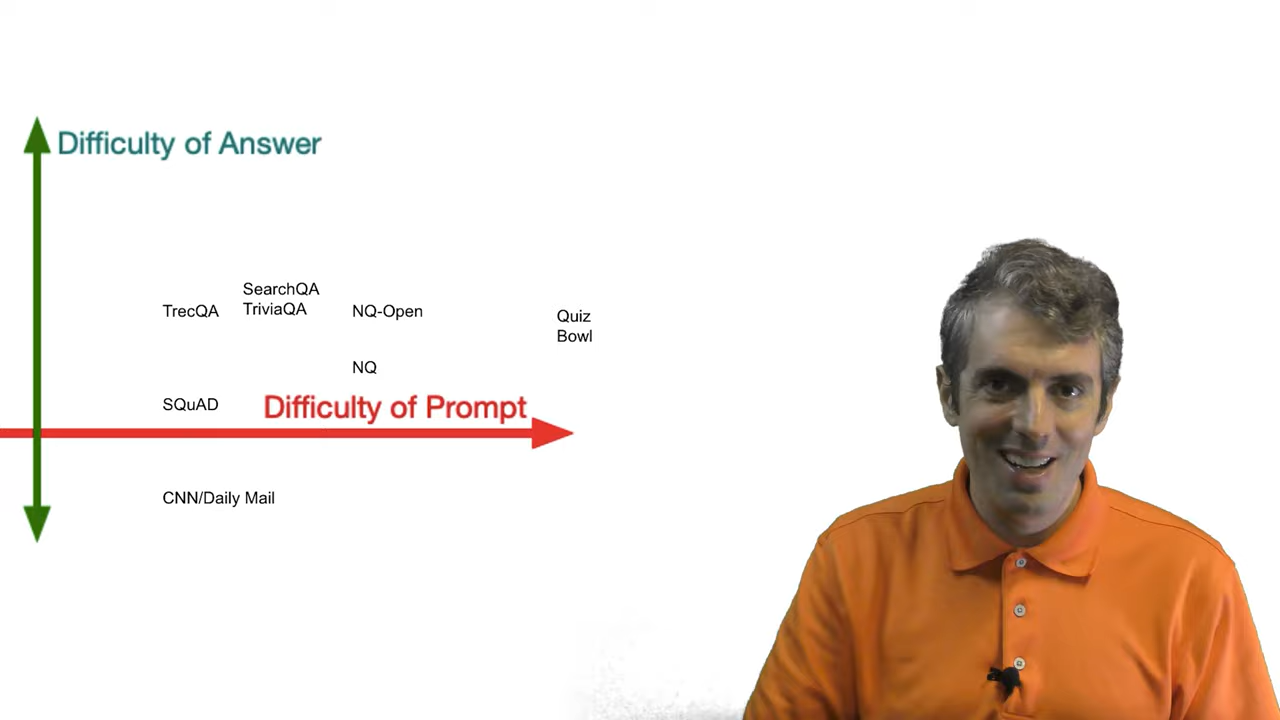 Difficulty of Answer
SearchQA
TrecQA
TriviaQA
NQ-Open
Quiz
Bowl
NQ
SQuAD
Difficulty of Prompt
CNN/Daily Mail